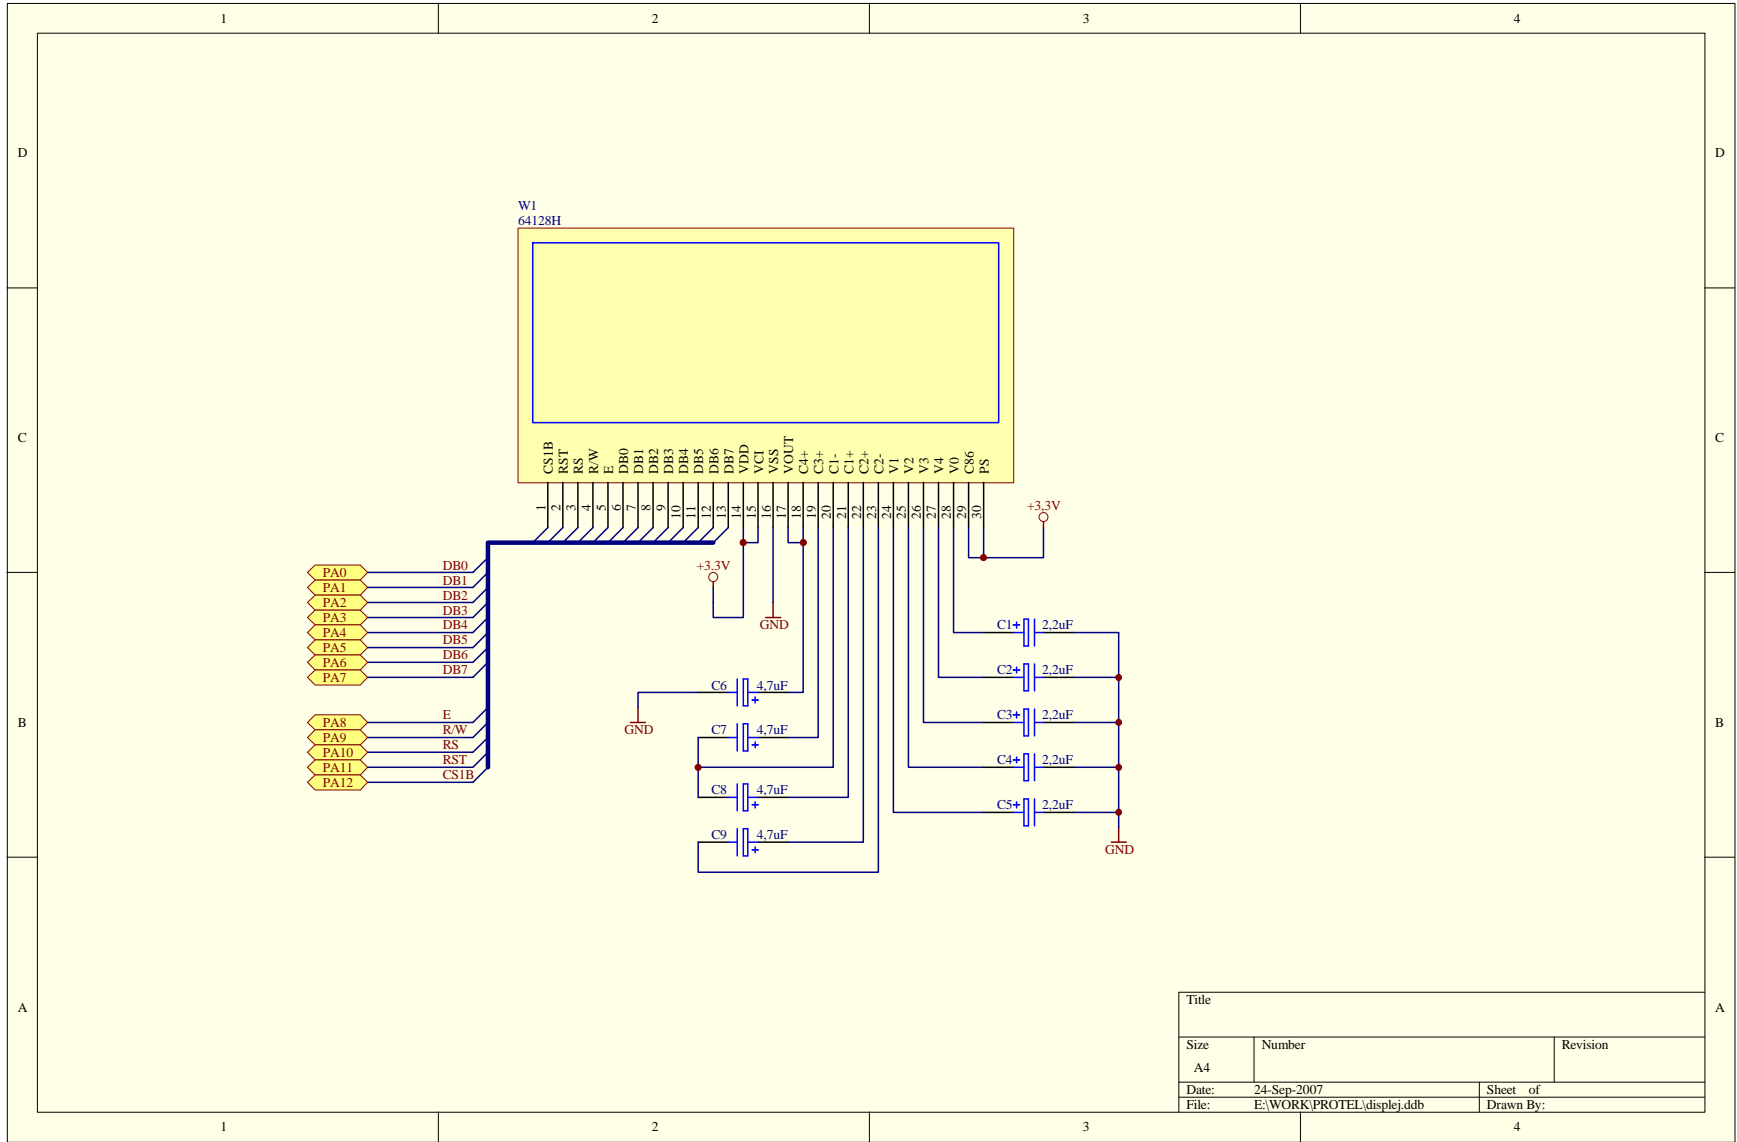 1 2 3 4
D D
W1
64128H
C C
CS1B RST RS R/W E DB0 DB1 DB2 DB3 DB4 DB5 DB6 DB7 VDD VCI VSS VOUT C4+ C3+ C1- C1+ C2+ C2- V1 V2 V3 V4 V0 C86 PS
1 2 3 4 5 6 7 8 9 10 11 12 13 14 15 16 17 18 19 20 21 22 23 24 25 26 27 28 29 30
+3.3V
+3.3V
GND
PA0 DB0
PA1 DB1
PA2 DB2
PA3 DB3
PA4 DB4
PA5 DB5
PA6 DB6
PA7 DB7
PA8 E
PA9 R/W
PA10 RS
PA11 RST
PA12 CS1B
C6 4,7uF
+
GND
C7 4,7uF
+
C8 4,7uF
+
C9 4,7uF
+
C1+ 2,2uF
C2+ 2,2uF
C3+ 2,2uF
C4+ 2,2uF
C5+ 2,2uF
GND
B B
A A
Title
Size Number Revision
A4
Date: 24-Sep-2007 Sheet of
File: E:\WORK\PROTEL\displej.ddb Drawn By:
1 2 3 4